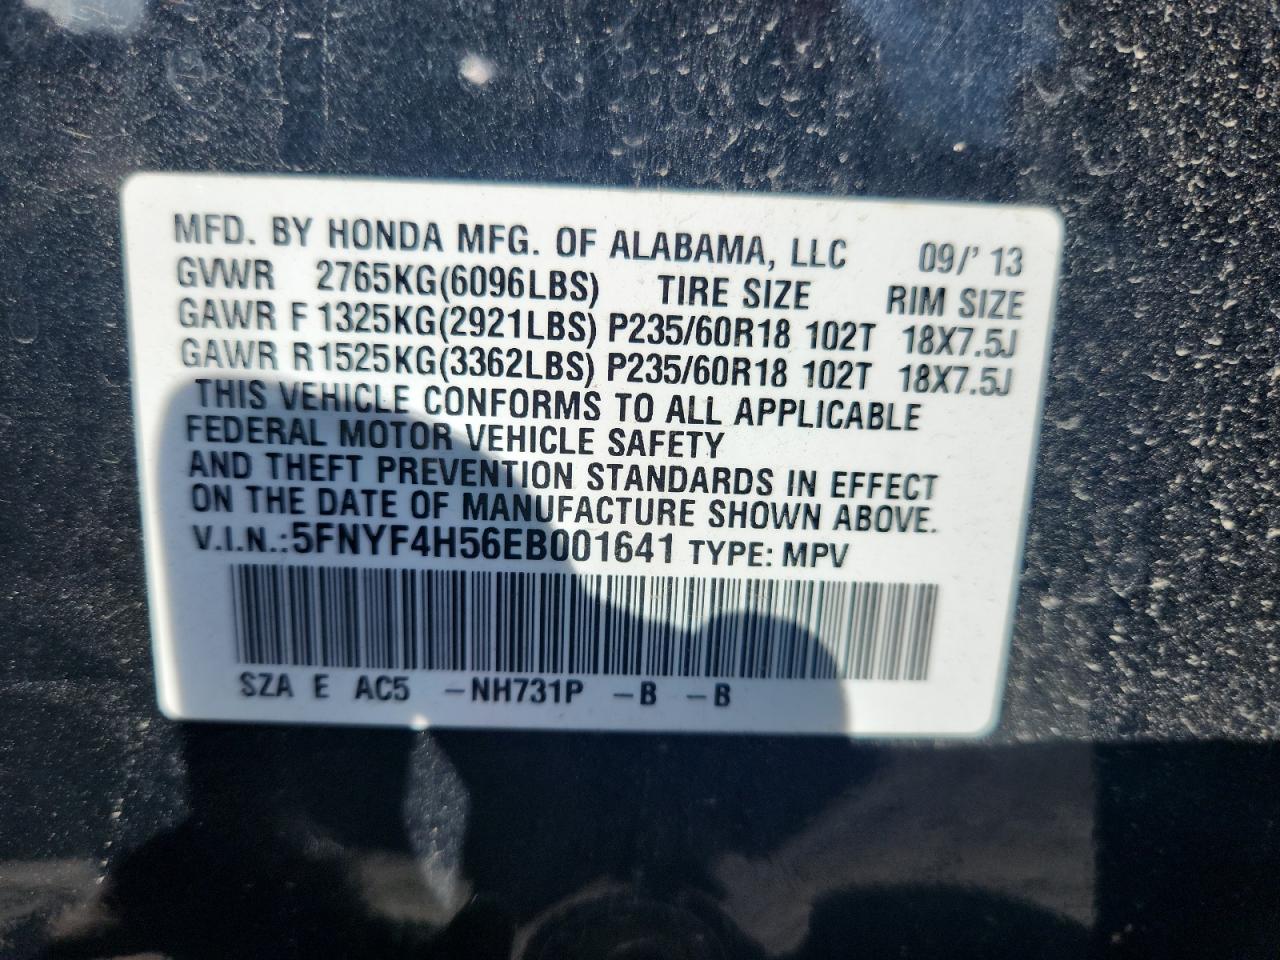 MFD. BY HONDA MFG. OF ALABAMA, LLC 09/' 13
GVWR 2765KG(6096LBS) TIRE SIZE RIM SIZE
GAWR F 1325KG(2921LBS) P235/60R18 102T 18X7.5J
GAWR R1525KG(3362LBS) P235/60R18 102T 18X7.5J
THIS VEHICLE CONFORMS TO ALL APPLICABLE
FEDERAL MOTOR VEHICLE SAFETY
AND THEFT PREVENTION STANDARDS IN EFFECT
ON THE DATE OF MANUFACTURE SHOWN ABOVE.
V.I.N.:5FNYF4H56EB001641 TYPE: MPV
SZA E AC5 -NH731P -B -B